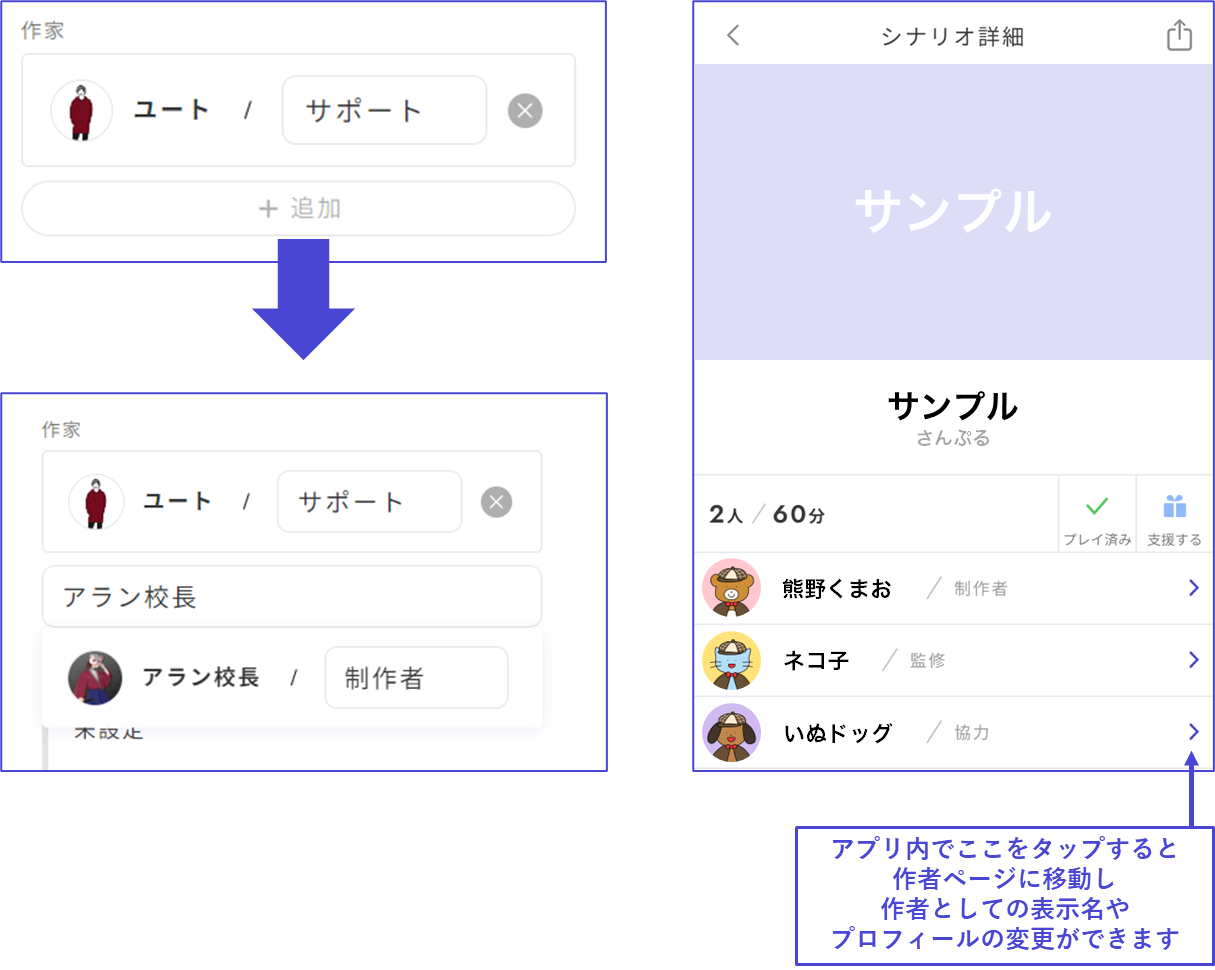 作家
ユート / サポート
+ 追加
作家
ユート / サポート
アラン校長
アラン校長 / 制作者
未設定
シナリオ詳細
サンプル
サンプル
さんぷる
2人 / 60分
プレイ済み
支援する
熊野くまお / 制作者
ネコ子 / 監修
いぬドッグ / 協力
アプリ内でここをタップすると
作者ページに移動し
作者としての表示名や
プロフィールの変更ができます